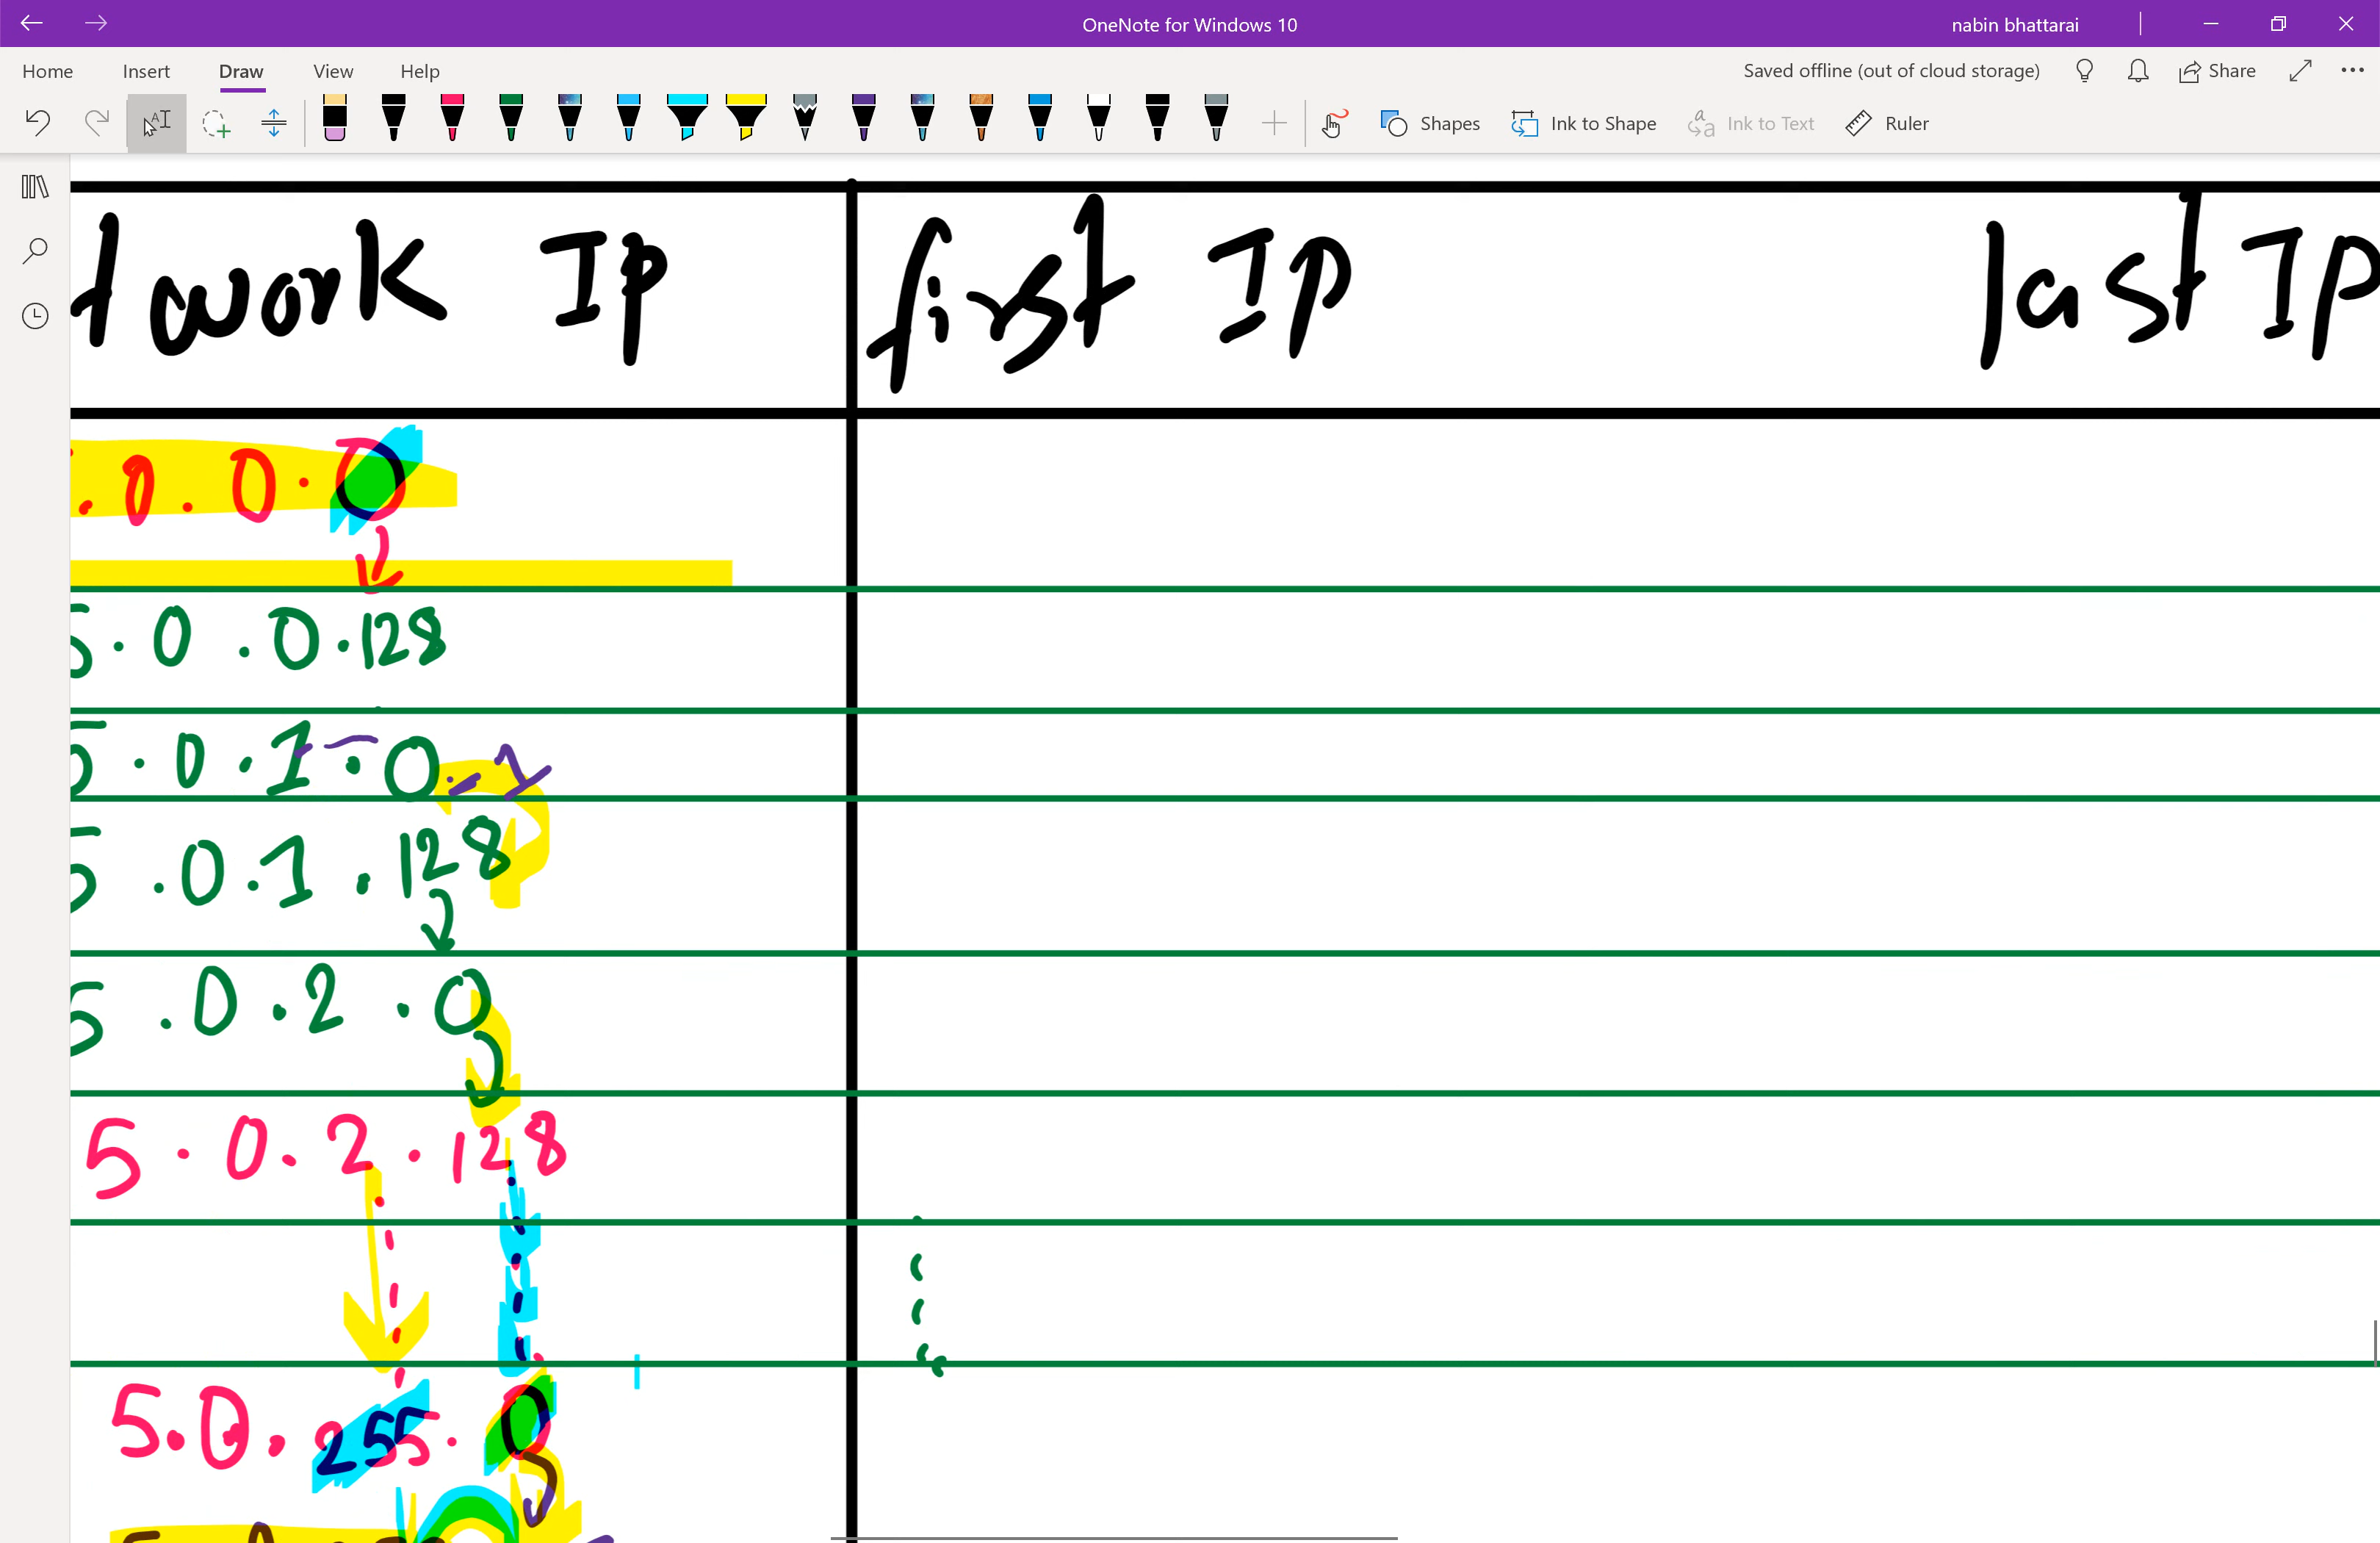 OneNote for Windows 10
nabin bhattarai
Home Insert Draw View Help
Saved offline (out of cloud storage) Share
Shapes Ink to Shape Ink to Text Ruler
twork IP first IP last IP
.0.0.0
5.0.0.128
5.0.1.0
5.0.1.128
5.0.2.0
5.0.2.128
5.0.255.0